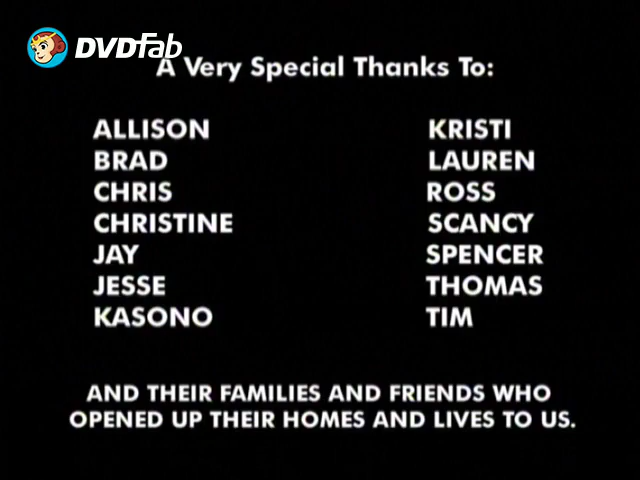 DVDFab
A Very Special Thanks To:
ALLISON
BRAD
CHRIS
CHRISTINE
JAY
JESSE
KASONO
KRISTI
LAUREN
ROSS
SCANCY
SPENCER
THOMAS
TIM
AND THEIR FAMILIES AND FRIENDS WHO
OPENED UP THEIR HOMES AND LIVES TO US.